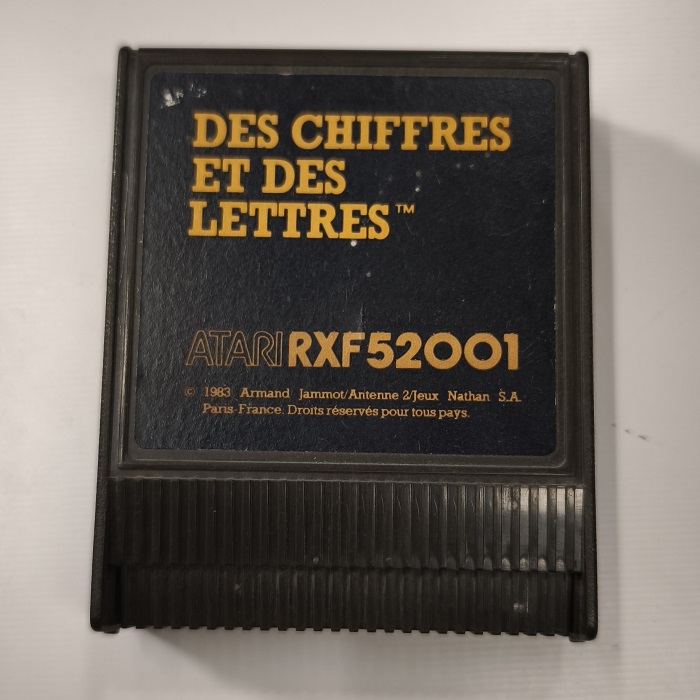 DES CHIFFRES
ET DES
LETTRES™
ATARI RXF52001
© 1983 Armand Jammot/Antenne 2/Jeux Nathan S.A.
Paris-France. Droits réservés pour tous pays.